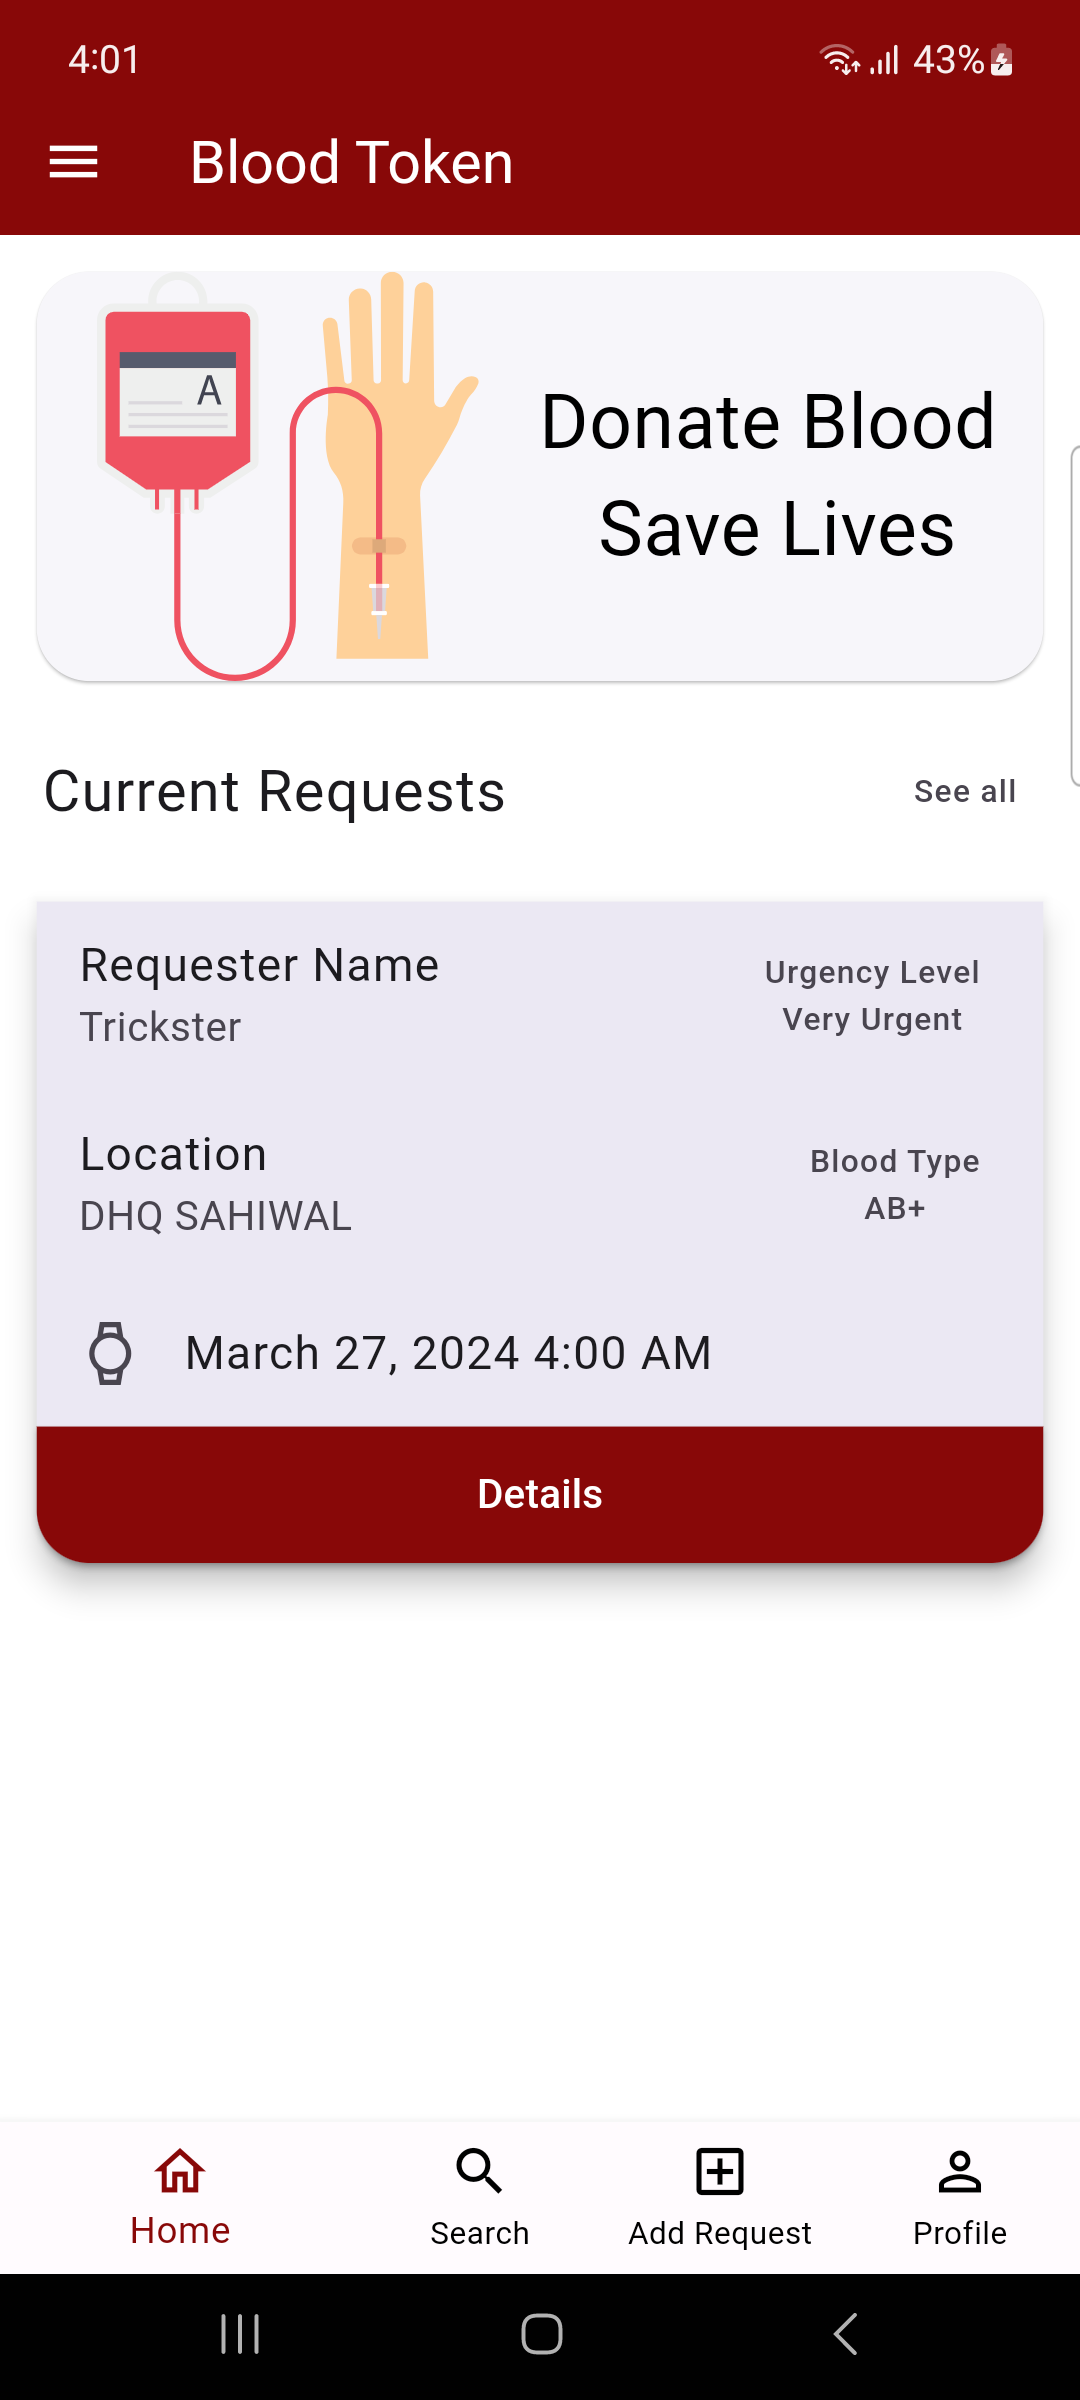 4:01
43%
Blood Token
A
Donate Blood
Save Lives
Current Requests
See all
Requester Name
Trickster
Urgency Level
Very Urgent
Location
DHQ SAHIWAL
Blood Type
AB+
March 27, 2024 4:00 AM
Details
Home
Search
Add Request
Profile